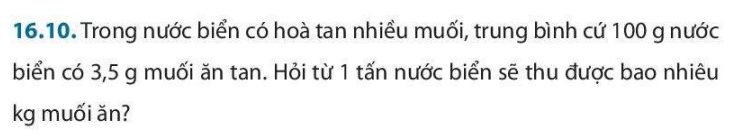 16.10. Trong nước biển có hoà tan nhiều muối, trung bình cứ 100 g nước
biển có 3,5 g muối ăn tan. Hỏi từ 1 tấn nước biển sẽ thu được bao nhiêu
kg muối ăn?